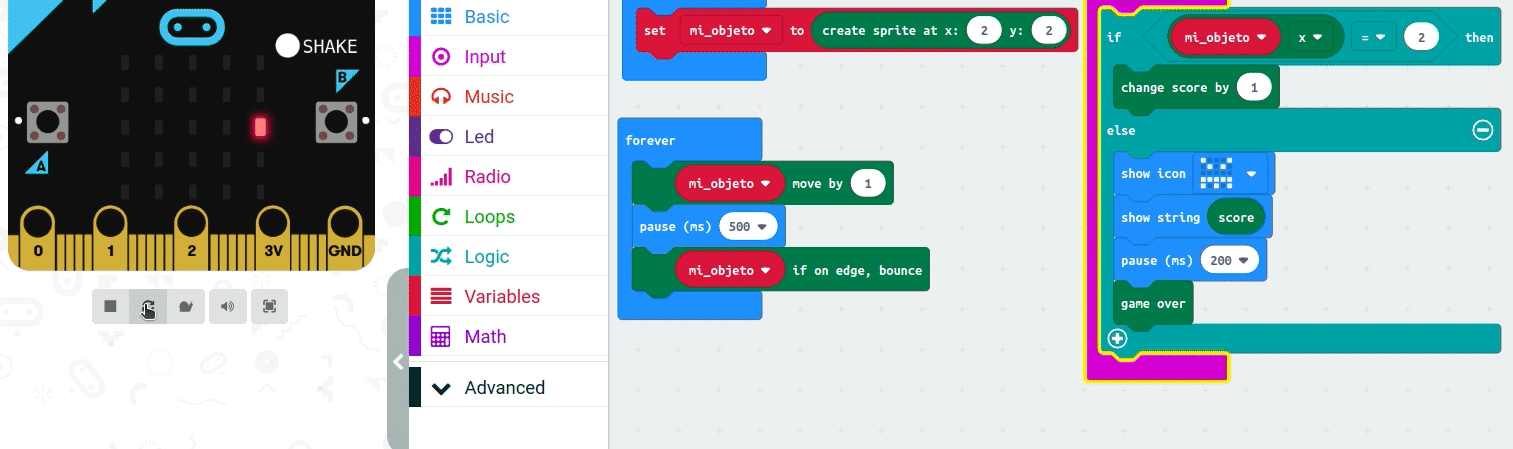 SHAKE
B
A
0 1 2 3V GND
Basic
Input
Music
Led
Radio
Loops
Logic
Variables
Math
Advanced
set mi_objeto to create sprite at x: 2 y: 2
forever
mi_objeto move by 1
pause (ms) 500
mi_objeto if on edge, bounce
if mi_objeto x = 2 then
change score by 1
else
show icon
show string score
pause (ms) 200
game over